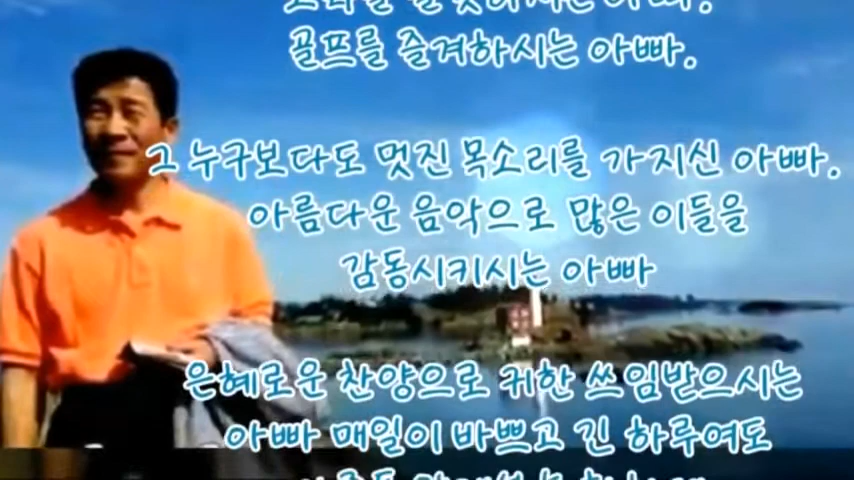 골프를 즐겨하시는 아빠.
그 누구보다도 멋진 목소리를 가지신 아빠.
아름다운 음악으로 많은 이들을
감동시키시는 아빠
은혜로운 찬양으로 귀한 쓰임받으시는
아빠 매일이 바쁘고 긴 하루여도